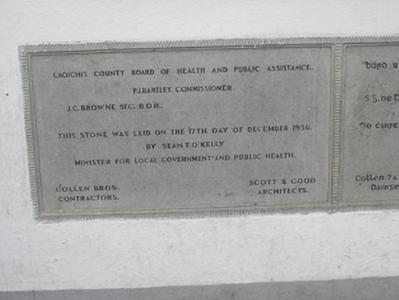 LAOIGHIS COUNTY BOARD OF HEALTH AND PUBLIC ASSISTANCE.
P.J. BARTLEY, COMMISSIONER.
J.C. BROWNE SEC. B.O.H.
THIS STONE WAS LAID ON THE 17TH DAY OF DECEMBER 1936.
BY SEAN T. O'KELLY
MINISTER FOR LOCAL GOVERNMENT AND PUBLIC HEALTH.
COLLEN BROS. SCOTT & GOOD
CONTRACTORS. ARCHITECTS.
Collen 7a